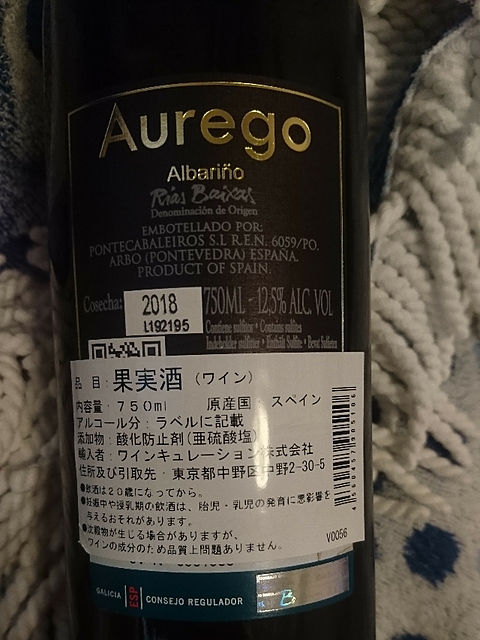 Aurego
Albariño
Rías Baixas
Denominación de Origen
EMBOTELLADO POR:
PONTECABALEIROS S.L R.E.N. 6059/PO.
ARBO (PONTEVEDRA) ESPAÑA.
PRODUCT OF SPAIN.
Cosecha: 2018 750ML - 12,5% ALC. VOL
L192195
Contiene sulfitos · Contains sulfites
品 目:果実酒(ワイン)
内容量:750ml 原産国:スペイン
アルコール分:ラベルに記載
添加物:酸化防止剤(亜硫酸塩)
輸入者:ワインキュレーション株式会社
住所及び引取先・東京都中野区中野2-30-5
●飲酒は20歳になってから。
●妊娠中や授乳期の飲酒は、胎児・乳児の発育に悪影響を
与えるおそれがあります。
●沈殿物が生じる場合がありますが、
ワインの成分のため品質上問題ありません。
V0056
GALICIA ESP CONSEJO REGULADOR